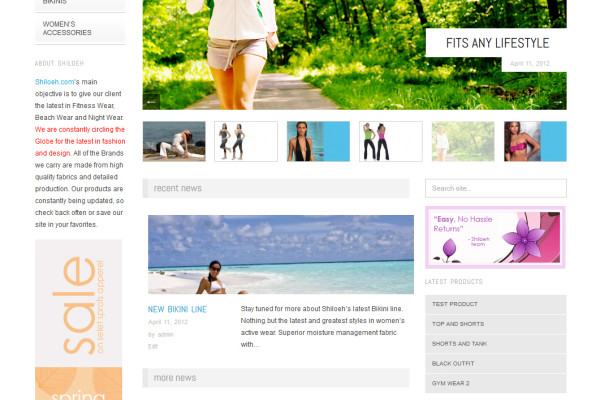 BIKINIS
WOMEN'S
ACCESSORIES
ABOUT SHILOEH
Shiloeh.com's main
objective is to give our client
the latest in Fitness Wear,
Beach Wear and Night Wear.
We are constantly circling the
Globe for the latest in fashion
and design. All of the Brands
we carry are made from high
quality fabrics and detailed
production. Our products are
constantly being updated, so
check back often or save our
site in your favorites.
sale
on selet sprots apparel
spring
FITS ANY LIFESTYLE
April 11, 2012
recent news
NEW BIKINI LINE
April 11, 2012
by admin
Edit
Stay tuned for more about Shiloeh's latest Bikini line.
Nothing but the latest and greatest styles in women's
active wear. Superior moisture management fabric
with...
more news
Search site...
"Easy, No Hassle
Returns"
- Shiloeh
team
LATEST PRODUCTS
TEST PRODUCT
TOP AND SHORTS
SHORTS AND TANK
BLACK OUTFIT
GYM WEAR 2